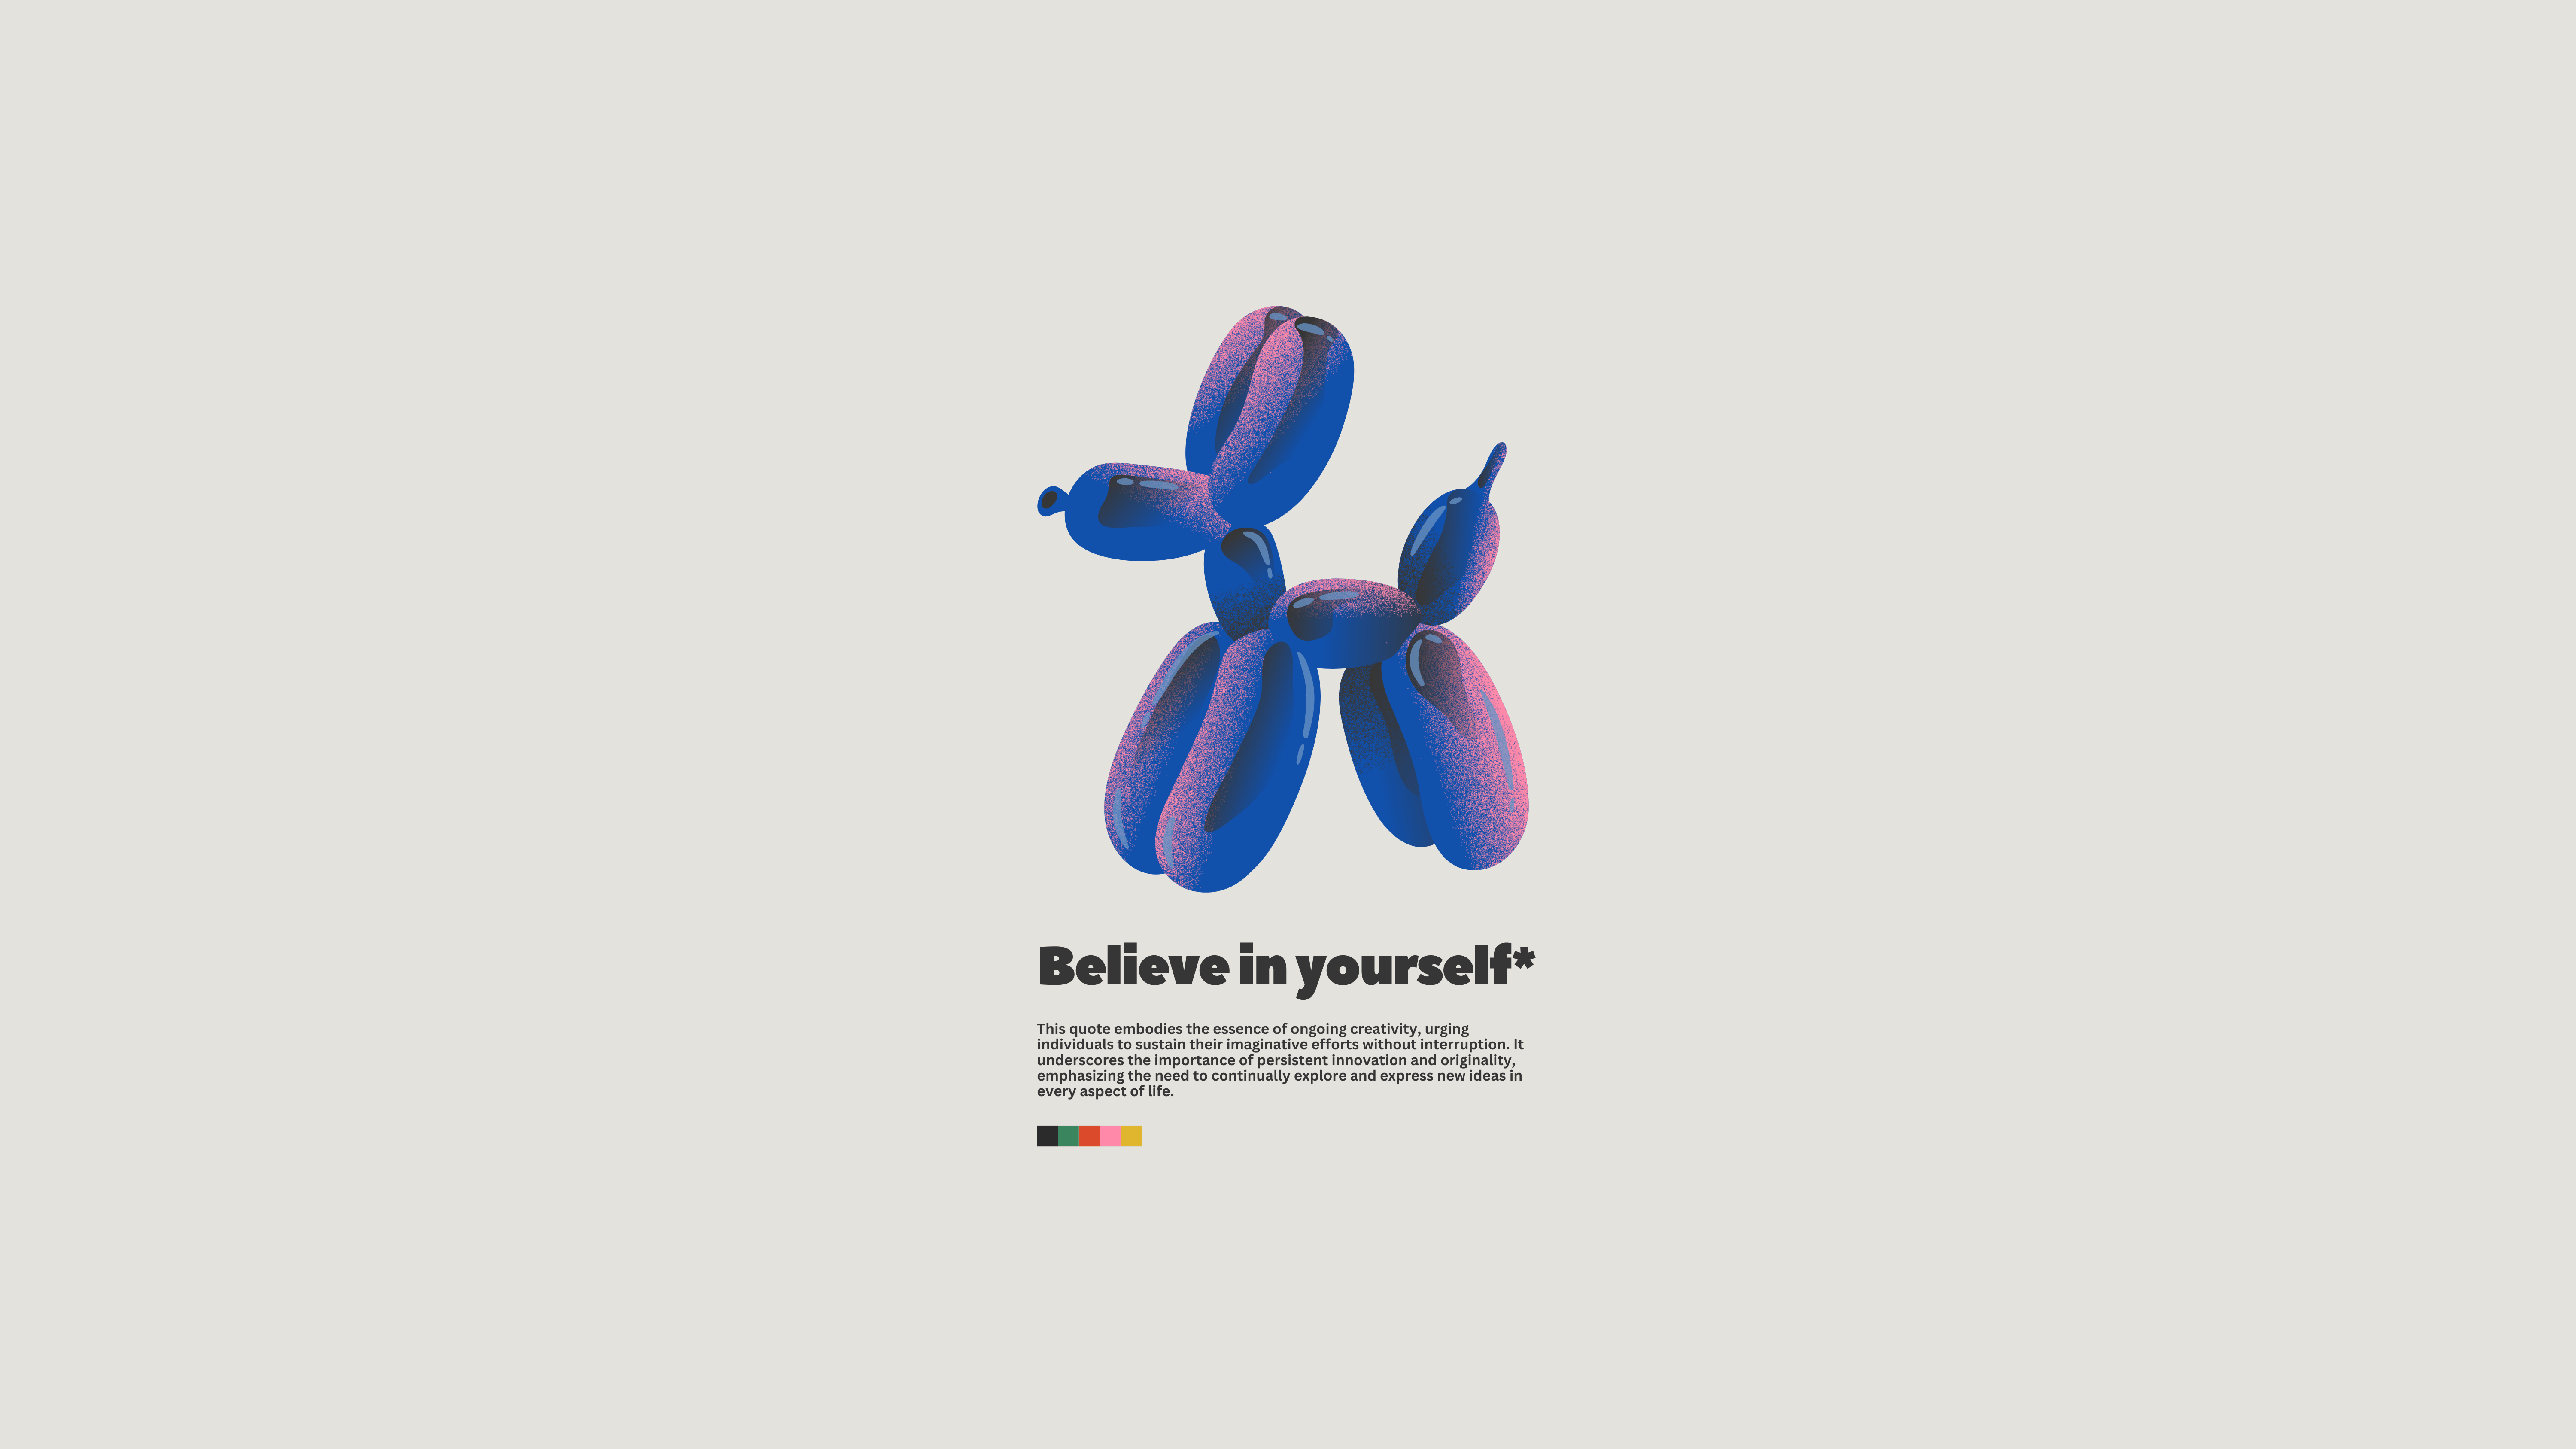 Believe in yourself*
This quote embodies the essence of ongoing creativity, urging
individuals to sustain their imaginative efforts without interruption. It
underscores the importance of persistent innovation and originality,
emphasizing the need to continually explore and express new ideas in
every aspect of life.